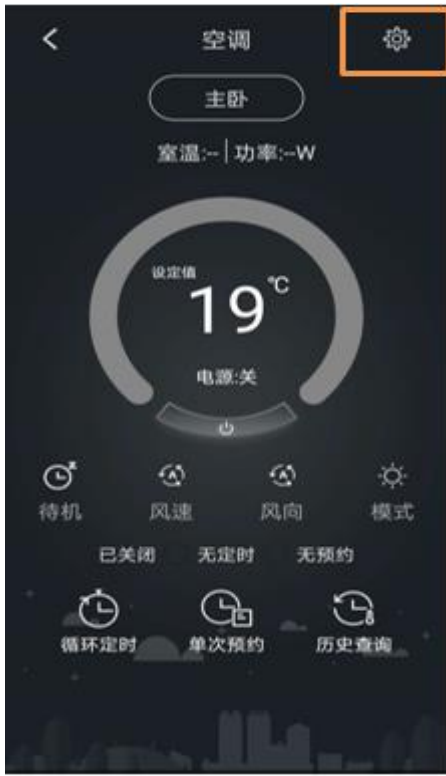 空调
主卧
室温:--|功率:--W
设定值
19℃
电源:关
待机 风速 风向 模式
已关闭 无定时 无预约
循环定时 单次预约 历史查询